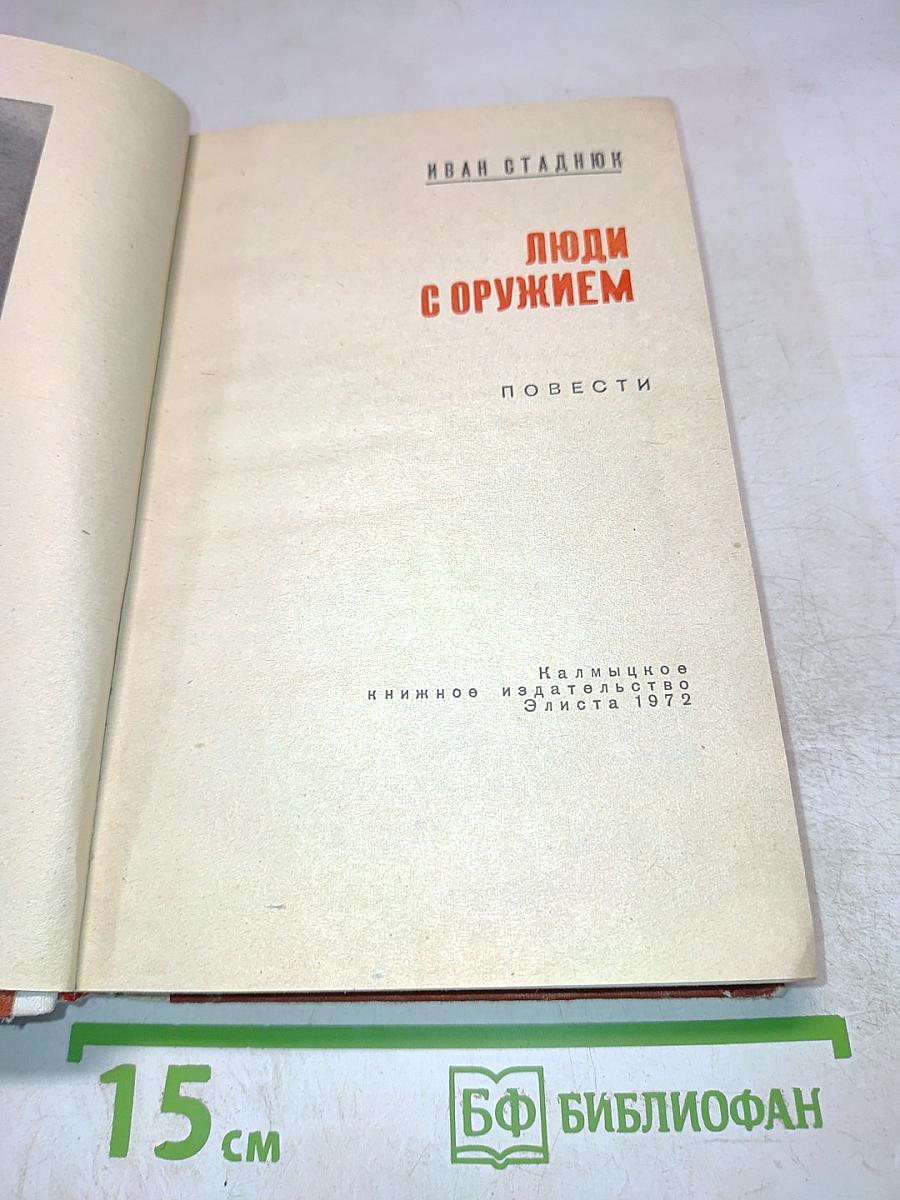 ИВАН СТАДНЮК
ЛЮДИ
С ОРУЖИЕМ
ПОВЕСТИ
Калмыцкое
книжное издательство
Элиста 1972
15 см
БФ БИБЛИОФАН